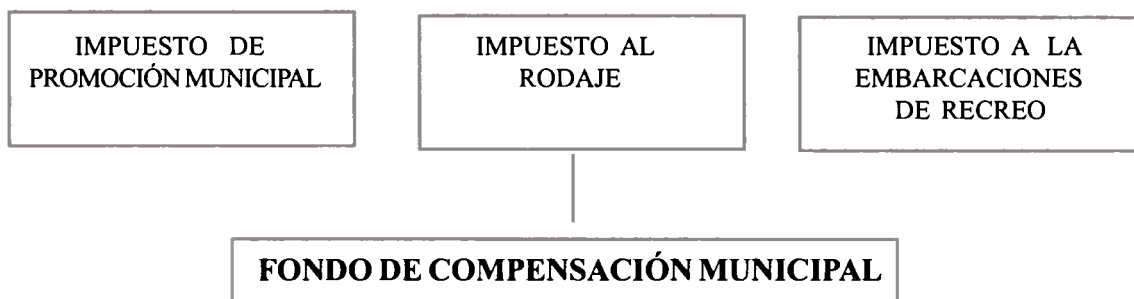 IMPUESTO DE
PROMOCIÓN MUNICIPAL
IMPUESTO AL
RODAJE
IMPUESTO A LA
EMBARCACIONES
DE RECREO
FONDO DE COMPENSACIÓN MUNICIPAL